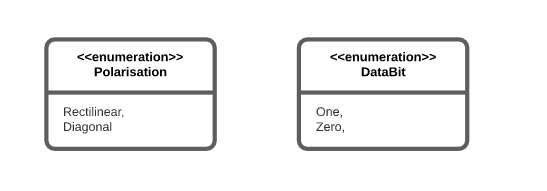 <<enumeration>>
Polarisation
Rectilinear,
Diagonal
<<enumeration>>
DataBit
One,
Zero,